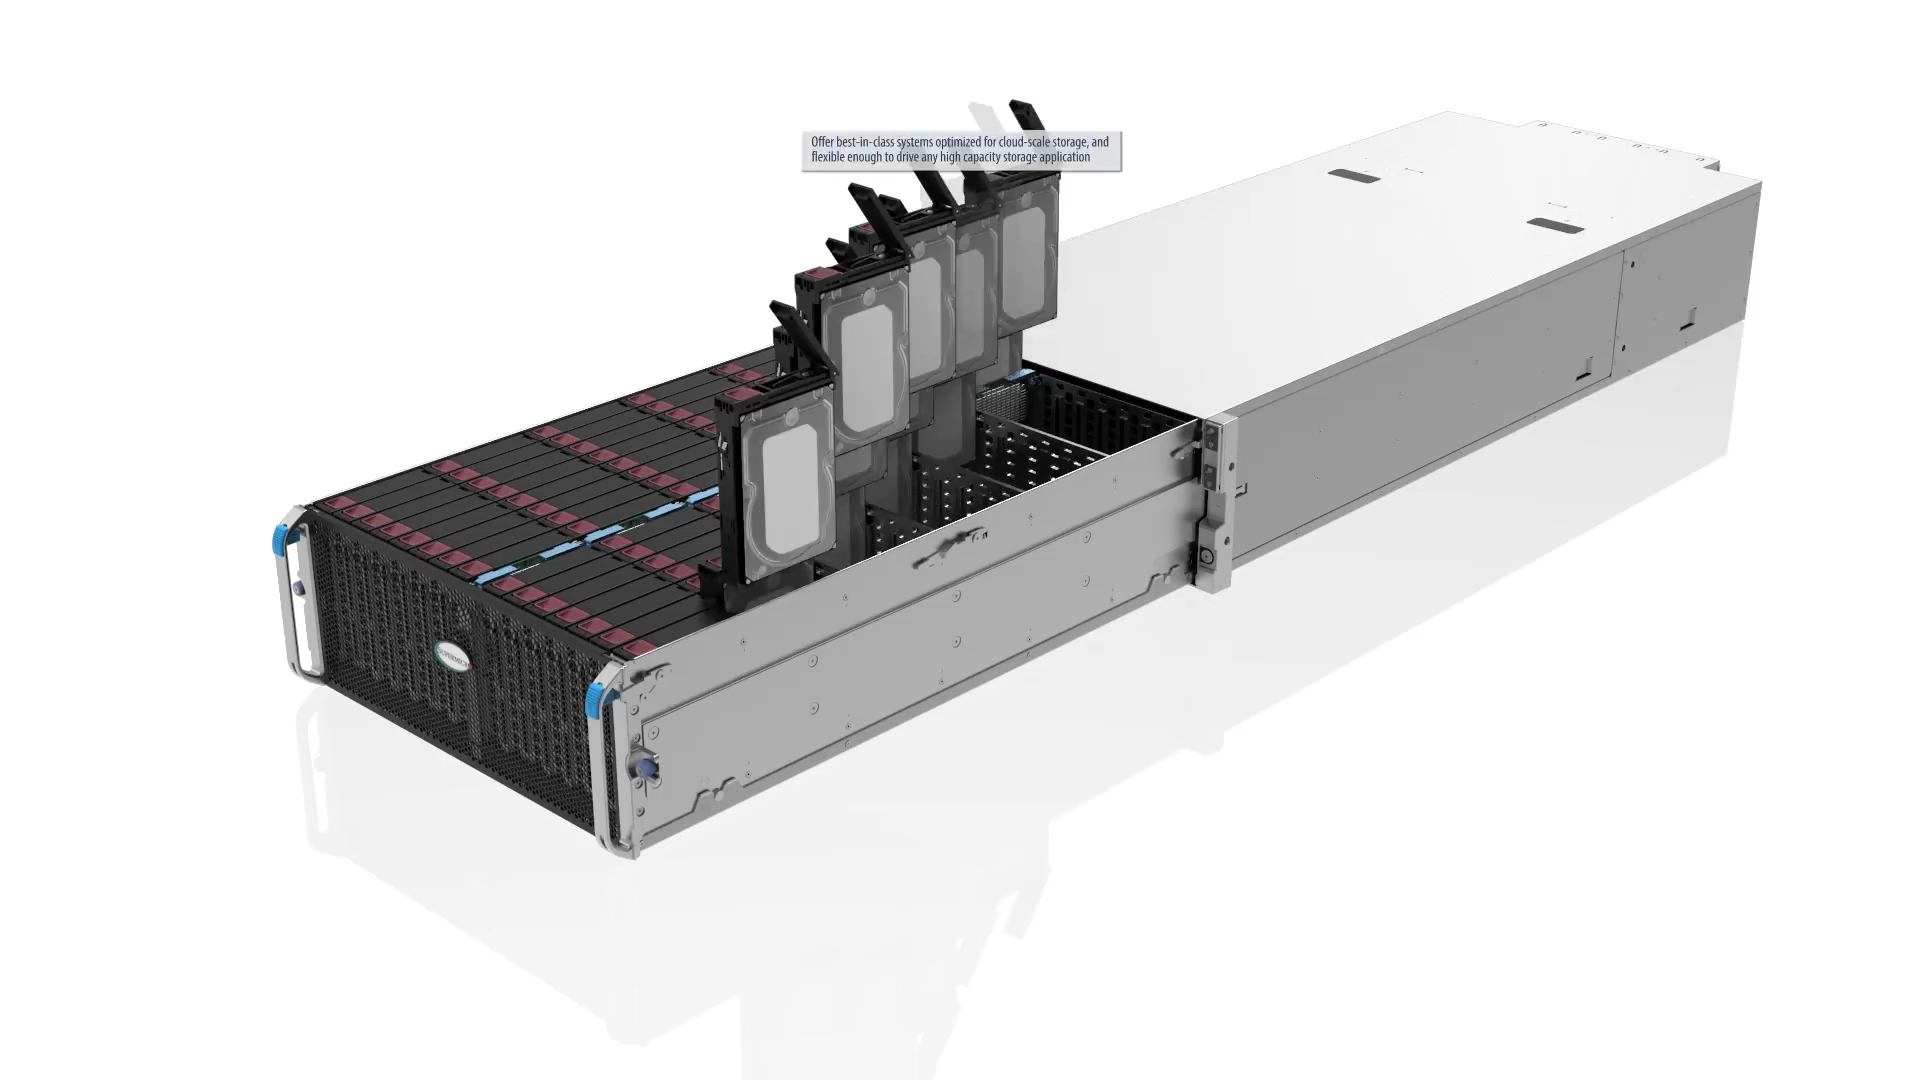 Offer best-in-class systems optimized for cloud-scale storage, and
flexible enough to drive any high capacity storage application
SUPERMICRO